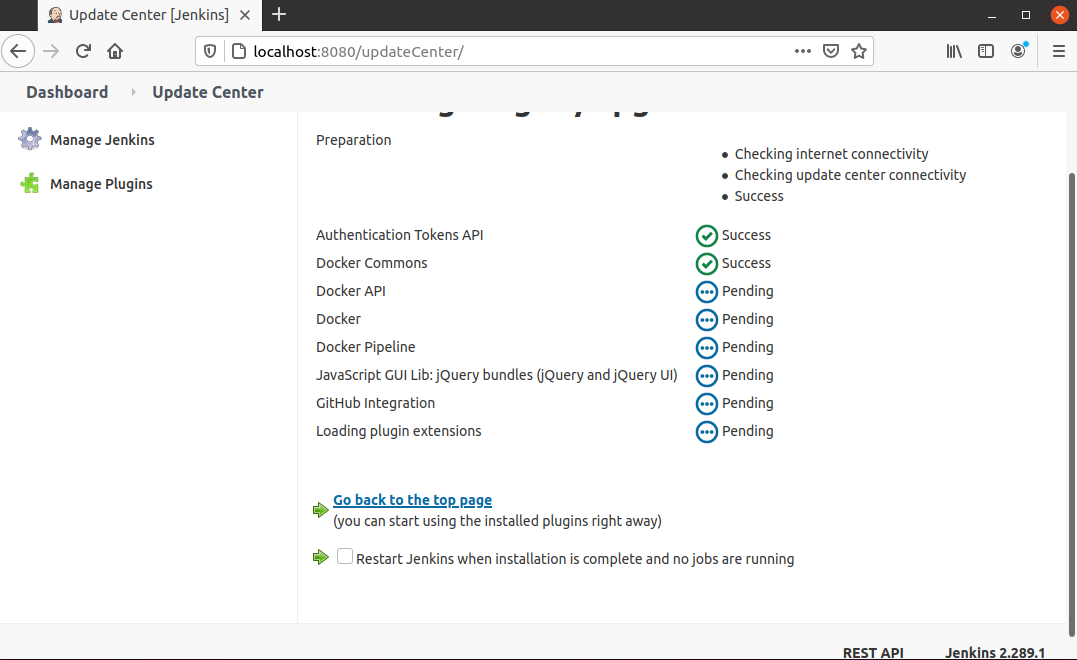 Update Center [Jenkins]
localhost:8080/updateCenter/
Dashboard
Update Center
Manage Jenkins
Manage Plugins
Preparation
Checking internet connectivity
Checking update center connectivity
Success
Authentication Tokens API Success
Docker Commons Success
Docker API Pending
Docker Pending
Docker Pipeline Pending
JavaScript GUI Lib: jQuery bundles (jQuery and jQuery UI) Pending
GitHub Integration Pending
Loading plugin extensions Pending
Go back to the top page
(you can start using the installed plugins right away)
Restart Jenkins when installation is complete and no jobs are running
REST API Jenkins 2.289.1